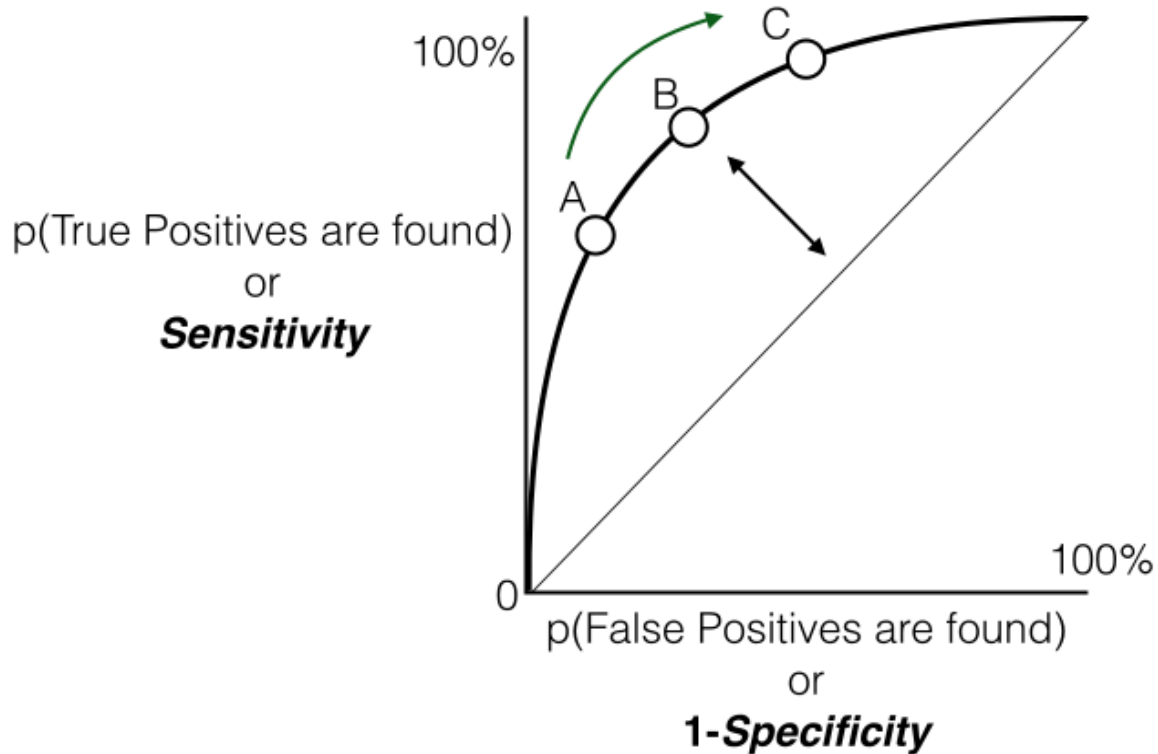 C
100%
B
A
p(True Positives are found)
or
Sensitivity
100%
0
p(False Positives are found)
or
1-Specificity